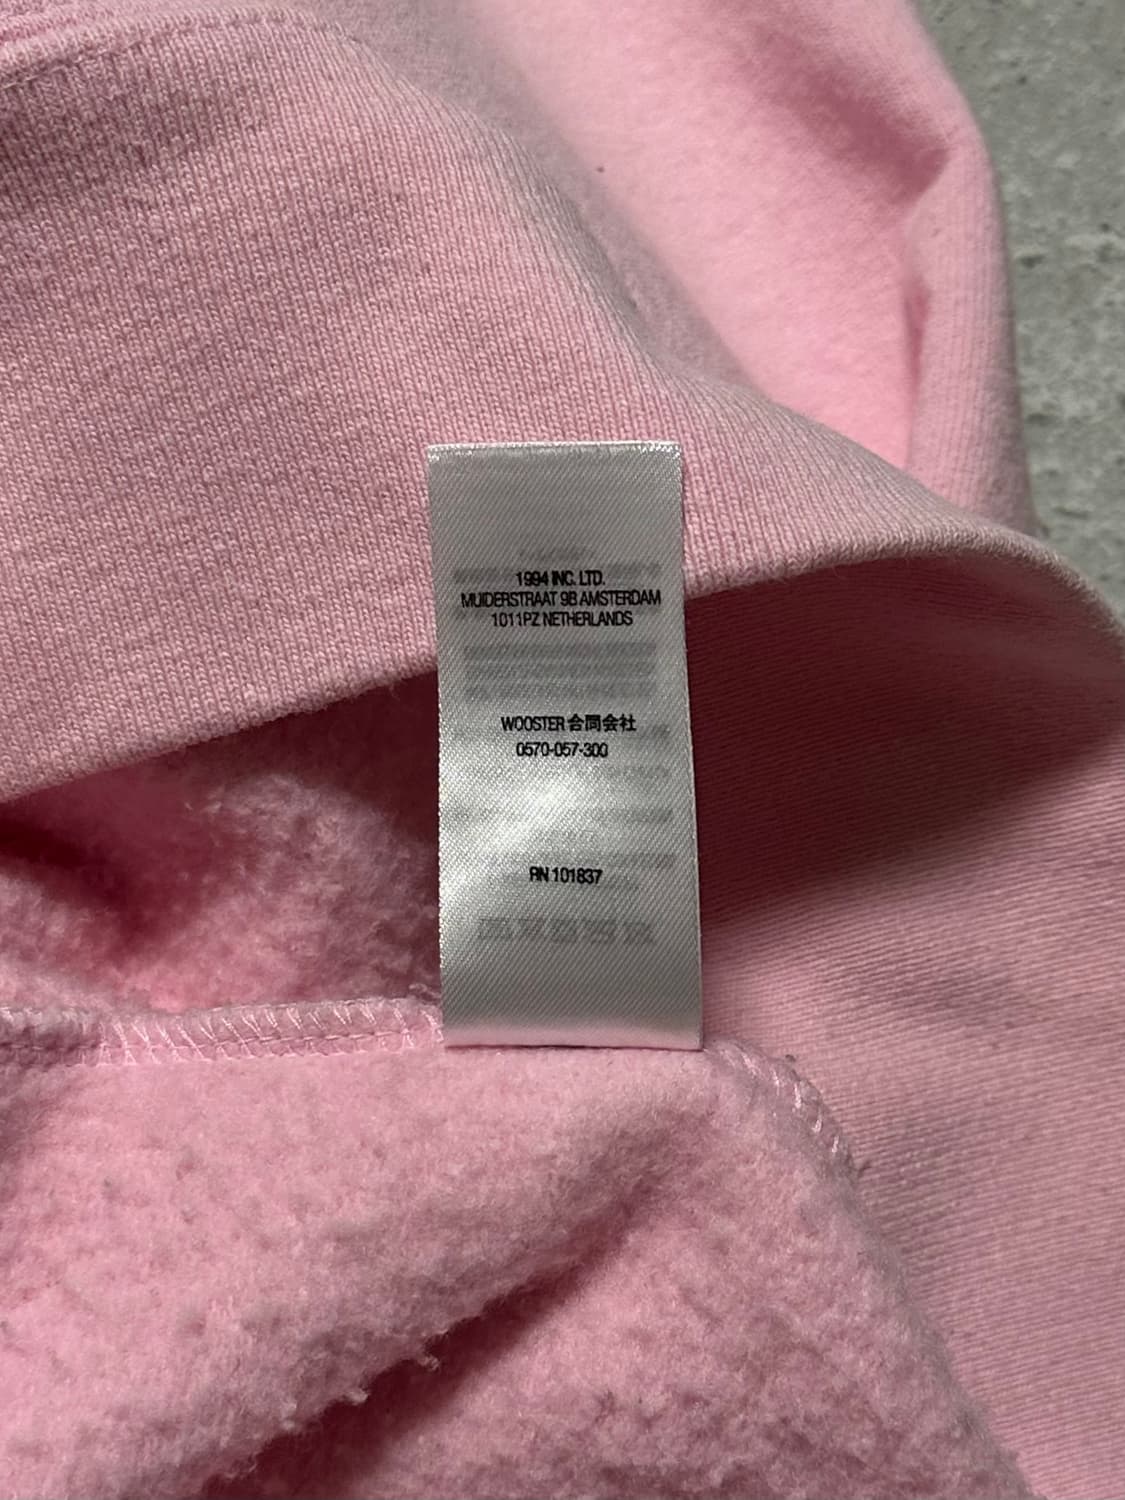 1994 INC. LTD.
MUIDERSTRAAT 9B AMSTERDAM
1011PZ NETHERLANDS
WOOSTER 合同会社
0570-057-300
RN 101837